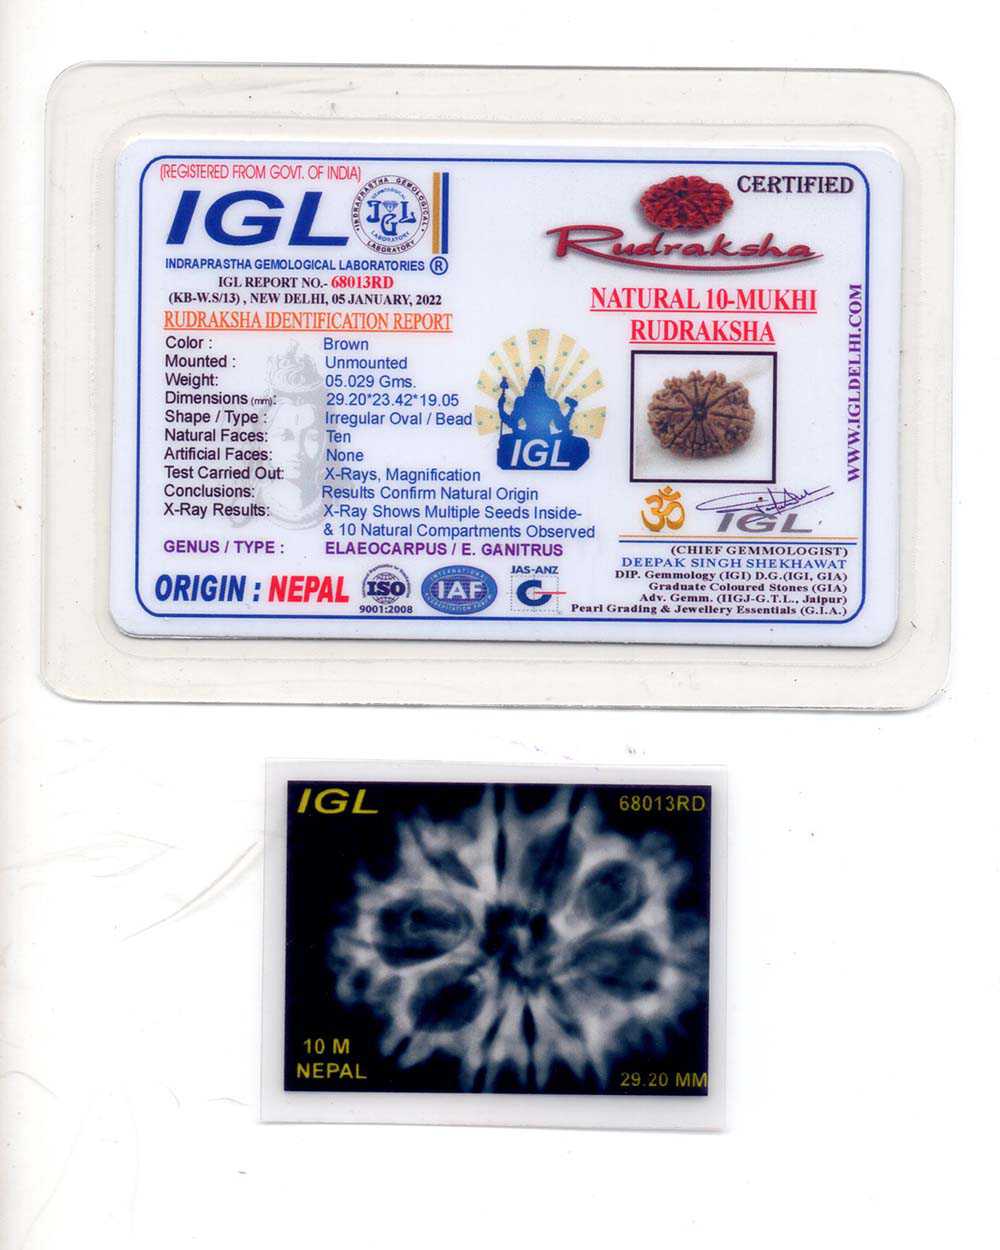 (REGISTERED FROM GOVT. OF INDIA)
IGL
INDRAPRASTHA GEMOLOGICAL LABORATORY
IGL
INDRAPRASTHA GEMOLOGICAL LABORATORIES ®
IGL REPORT NO.- 68013RD
(KB-W.S/13) , NEW DELHI, 05 JANUARY, 2022
RUDRAKSHA IDENTIFICATION REPORT
Color : Brown
Mounted : Unmounted
Weight: 05.029 Gms.
Dimensions (mm): 29.20*23.42*19.05
Shape / Type : Irregular Oval / Bead
Natural Faces: Ten
Artificial Faces: None
Test Carried Out: X-Rays, Magnification
Conclusions: Results Confirm Natural Origin
X-Ray Results: X-Ray Shows Multiple Seeds Inside-
& 10 Natural Compartments Observed
GENUS / TYPE : ELAEOCARPUS / E. GANITRUS
ORIGIN : NEPAL
ISO
9001:2008
INTERNATIONAL
IAF
JAS-ANZ
IGL
CERTIFIED
Rudraksha
NATURAL 10-MUKHI
RUDRAKSHA
WWW.IGLDELHI.COM
ॐ
IGL
(CHIEF GEMMOLOGIST)
DEEPAK SINGH SHEKHAWAT
DIP. Gemmology (IGI) D.G.(IGI, GIA)
Graduate Coloured Stones (GIA)
Adv. Gemm. (IIGJ-G.T.L., Jaipur)
Pearl Grading & Jewellery Essentials (G.I.A.)
IGL
68013RD
10 M
NEPAL
29.20 MM